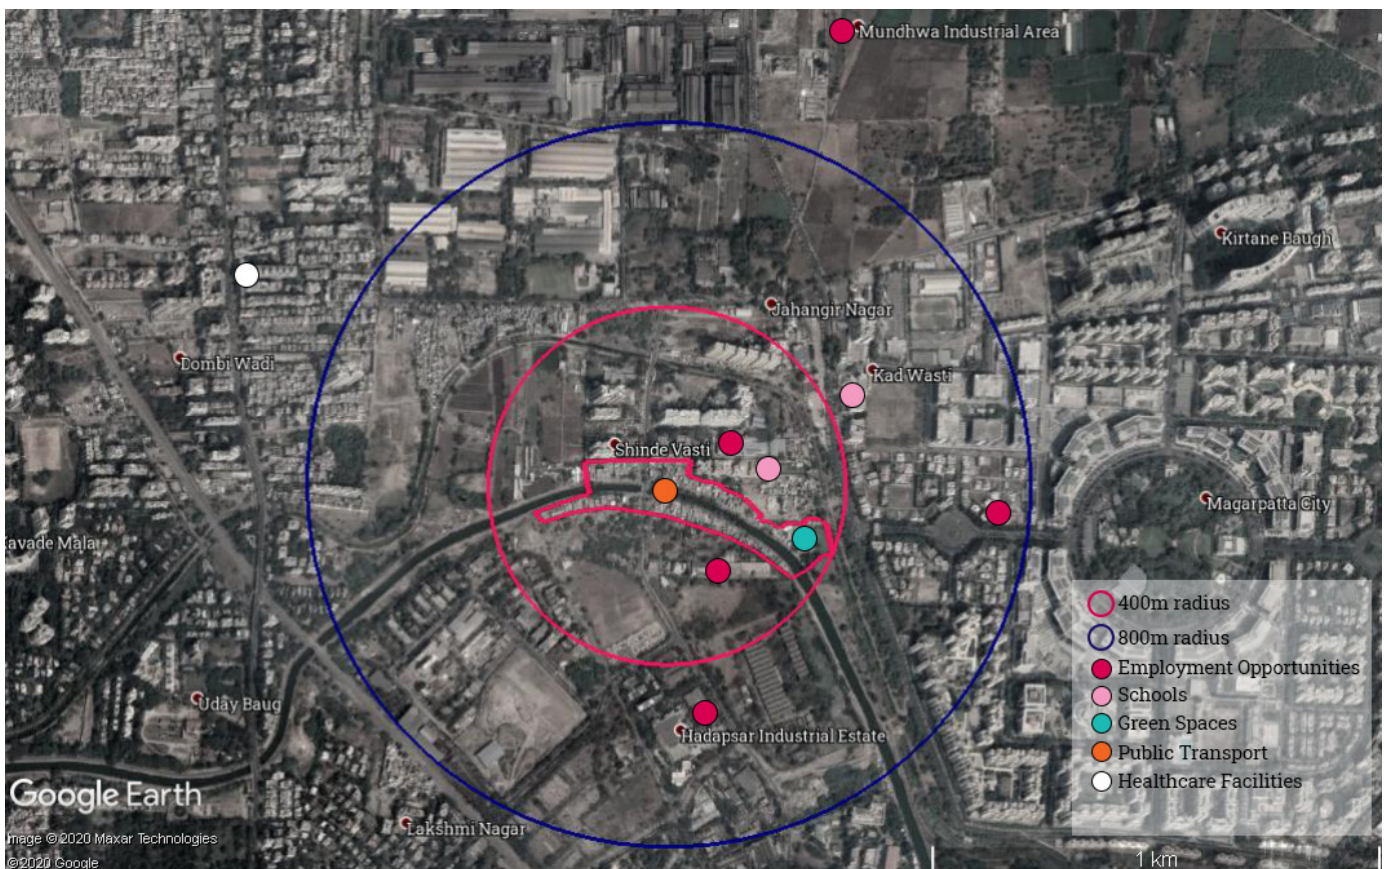 Mundhwa Industrial Area
Kirtane Baugh
Jahangir Nagar
Dombi Wadi
Kad Wasti
Shinde Vasti
Magarpatta City
Kavade Mala
400m radius
800m radius
Employment Opportunities
Schools
Green Spaces
Public Transport
Healthcare Facilities
Uday Baug
Hadapsar Industrial Estate
Google Earth
Lakshmi Nagar
Image © 2020 Maxar Technologies
© 2020 Google
1 km